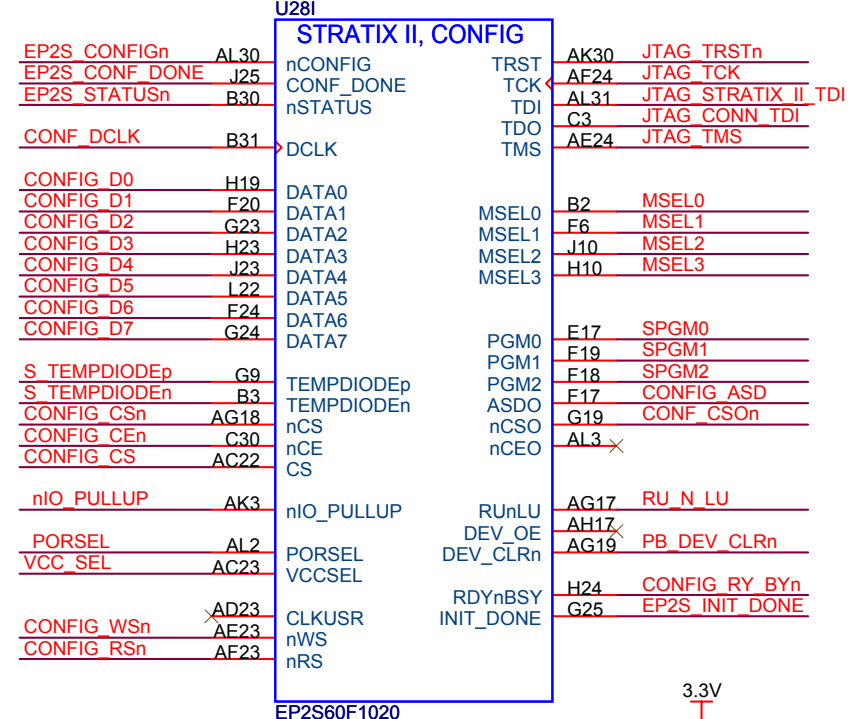 U28I
STRATIX II, CONFIG
EP2S_CONFIGn AL30 nCONFIG
EP2S_CONF_DONE J25 CONF_DONE
EP2S_STATUSn B30 nSTATUS
CONF_DCLK B31 DCLK
CONFIG_D0 H19 DATA0
CONFIG_D1 F20 DATA1
CONFIG_D2 G23 DATA2
CONFIG_D3 H23 DATA3
CONFIG_D4 J23 DATA4
CONFIG_D5 L22 DATA5
CONFIG_D6 F24 DATA6
CONFIG_D7 G24 DATA7
S_TEMPDIODEp G9 TEMPDIODEp
S_TEMPDIODEn B3 TEMPDIODEn
CONFIG_CSn AG18 nCS
CONFIG_CEn C30 nCE
CONFIG_CS AC22 CS
nIO_PULLUP AK3 nIO_PULLUP
PORSEL AL2 PORSEL
VCC_SEL AC23 VCCSEL
AD23 CLKUSR
CONFIG_WSn AE23 nWS
CONFIG_RSn AF23 nRS
TRST AK30 JTAG_TRSTn
TCK AF24 JTAG_TCK
TDI AL31 JTAG_STRATIX_II_TDI
TDO C3 JTAG_CONN_TDI
TMS AE24 JTAG_TMS
MSEL0 B2 MSEL0
MSEL1 F6 MSEL1
MSEL2 J10 MSEL2
MSEL3 H10 MSEL3
PGM0 E17 SPGM0
PGM1 F19 SPGM1
PGM2 F18 SPGM2
ASDO F17 CONFIG_ASD
nCSO G19 CONF_CSOn
nCEO AL3
RUnLU AG17 RU_N_LU
DEV_OE AH17
DEV_CLRn AG19 PB_DEV_CLRn
RDYnBSY H24 CONFIG_RY_BYn
INIT_DONE G25 EP2S_INIT_DONE
EP2S60F1020
3.3V